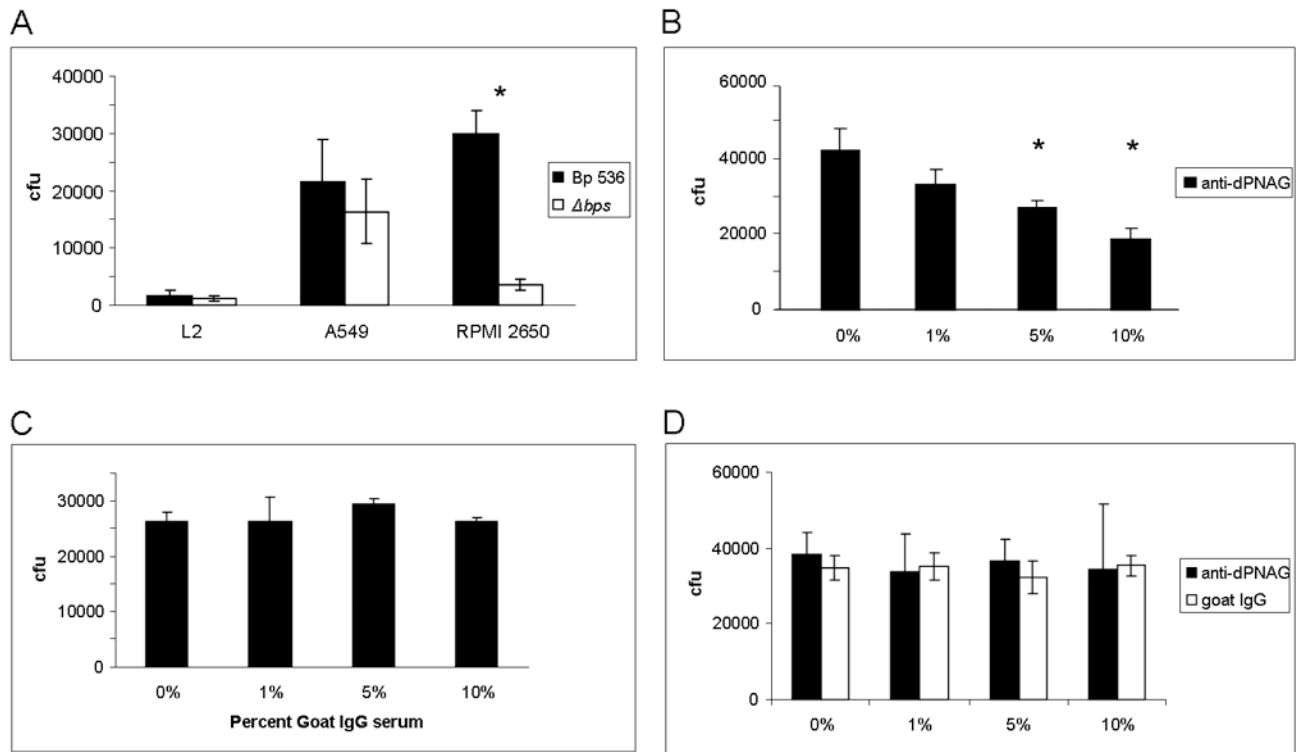 A
40000
30000
20000
10000
0
cfu
*
L2 A549 RPMI 2650
Bp 536
Δbps
B
60000
40000
20000
0
cfu
* *
0% 1% 5% 10%
anti-dPNAG
C
30000
20000
10000
0
cfu
0% 1% 5% 10%
Percent Goat IgG serum
D
60000
40000
20000
0
cfu
0% 1% 5% 10%
anti-dPNAG
goat IgG